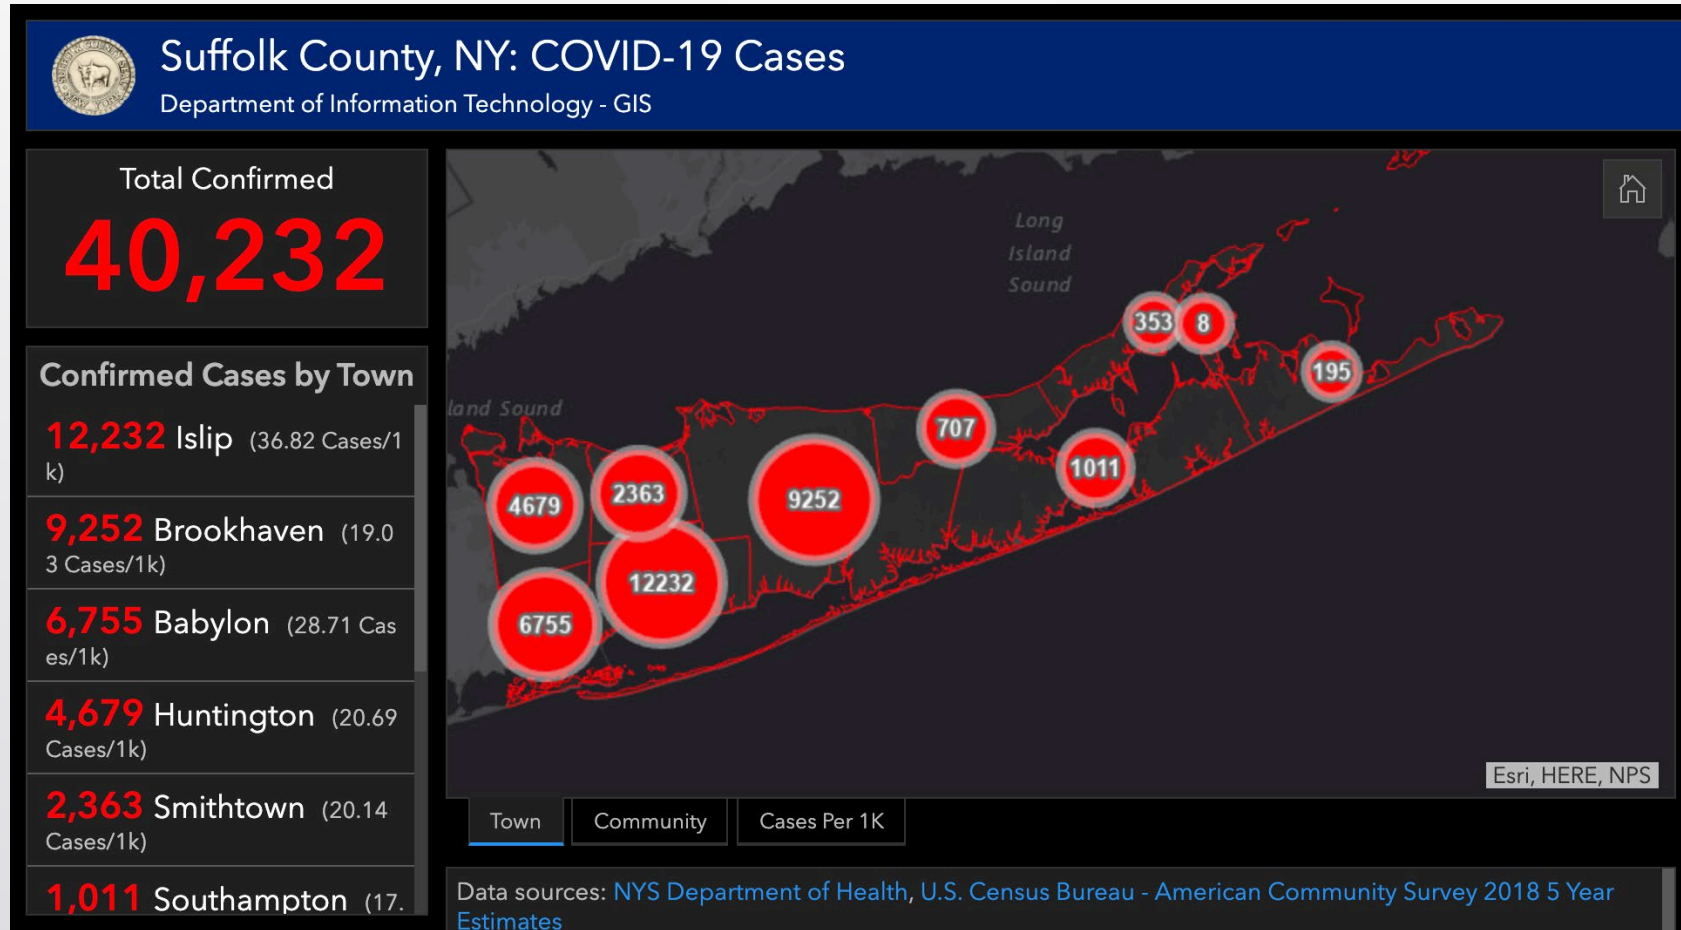 Suffolk County, NY: COVID-19 Cases
Department of Information Technology - GIS
Total Confirmed
40,232
Confirmed Cases by Town
12,232 Islip (36.82 Cases/1
k)
9,252 Brookhaven (19.0
3 Cases/1k)
6,755 Babylon (28.71 Cas
es/1k)
4,679 Huntington (20.69
Cases/1k)
2,363 Smithtown (20.14
Cases/1k)
1,011 Southampton (17.
Long
Island
Sound
land Sound
353
8
195
707
1011
4679
2363
9252
12232
6755
Esri, HERE, NPS
Town
Community
Cases Per 1K
Data sources: NYS Department of Health, U.S. Census Bureau - American Community Survey 2018 5 Year
Estimates